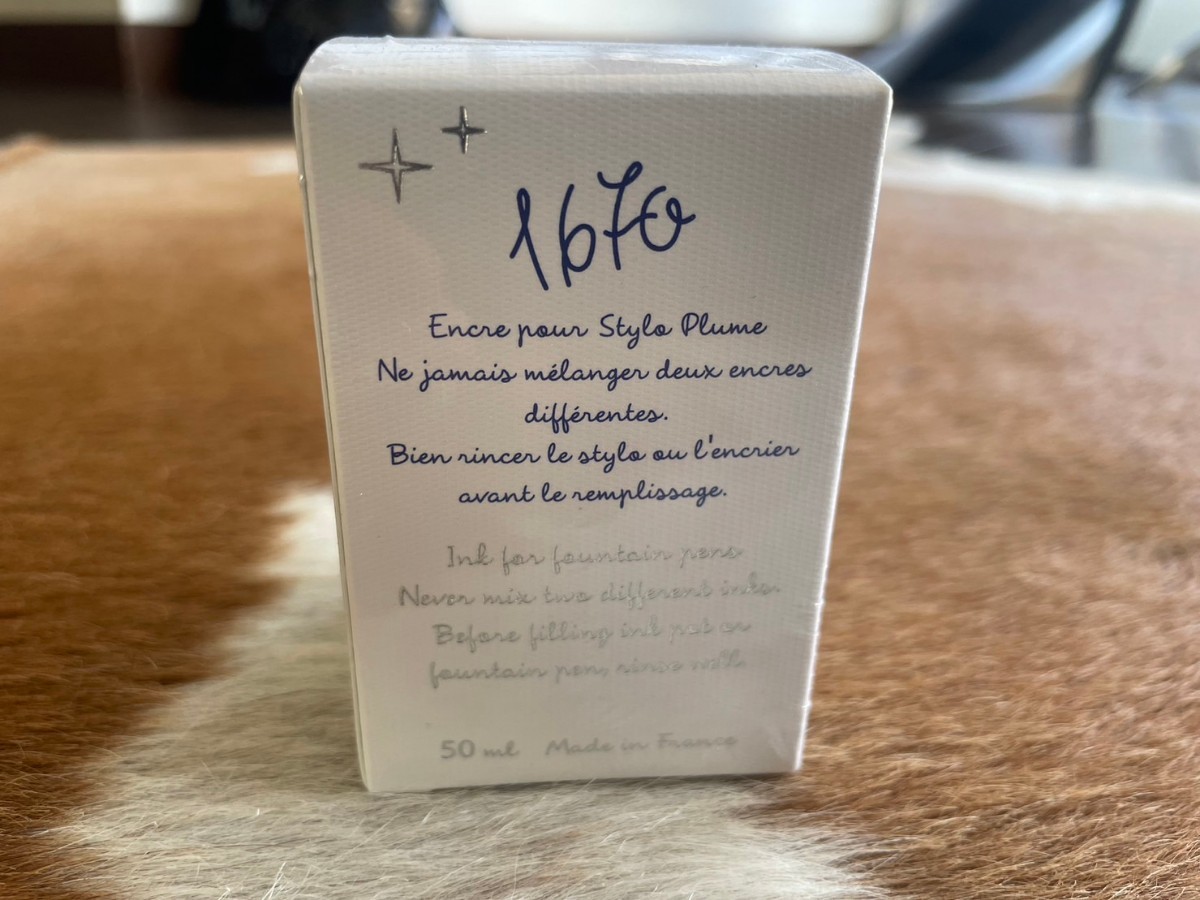 1670
Encre pour Stylo Plume
Ne jamais mélanger deux encres
différentes.
Bien rincer le stylo ou l'encrier
avant le remplissage.
Ink for fountain pens
Never mix two different inks.
Before filling ink pot or
fountain pen, rinse well.
50 ml Made in France